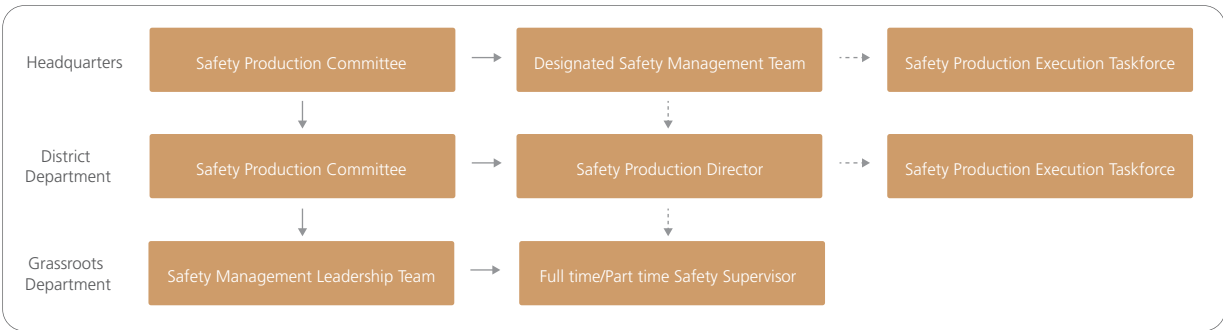 Headquarters
Safety Production Committee
Designated Safety Management Team
Safety Production Execution Taskforce
District
Department
Safety Production Committee
Safety Production Director
Safety Production Execution Taskforce
Grassroots
Department
Safety Management Leadership Team
Full time/Part time Safety Supervisor